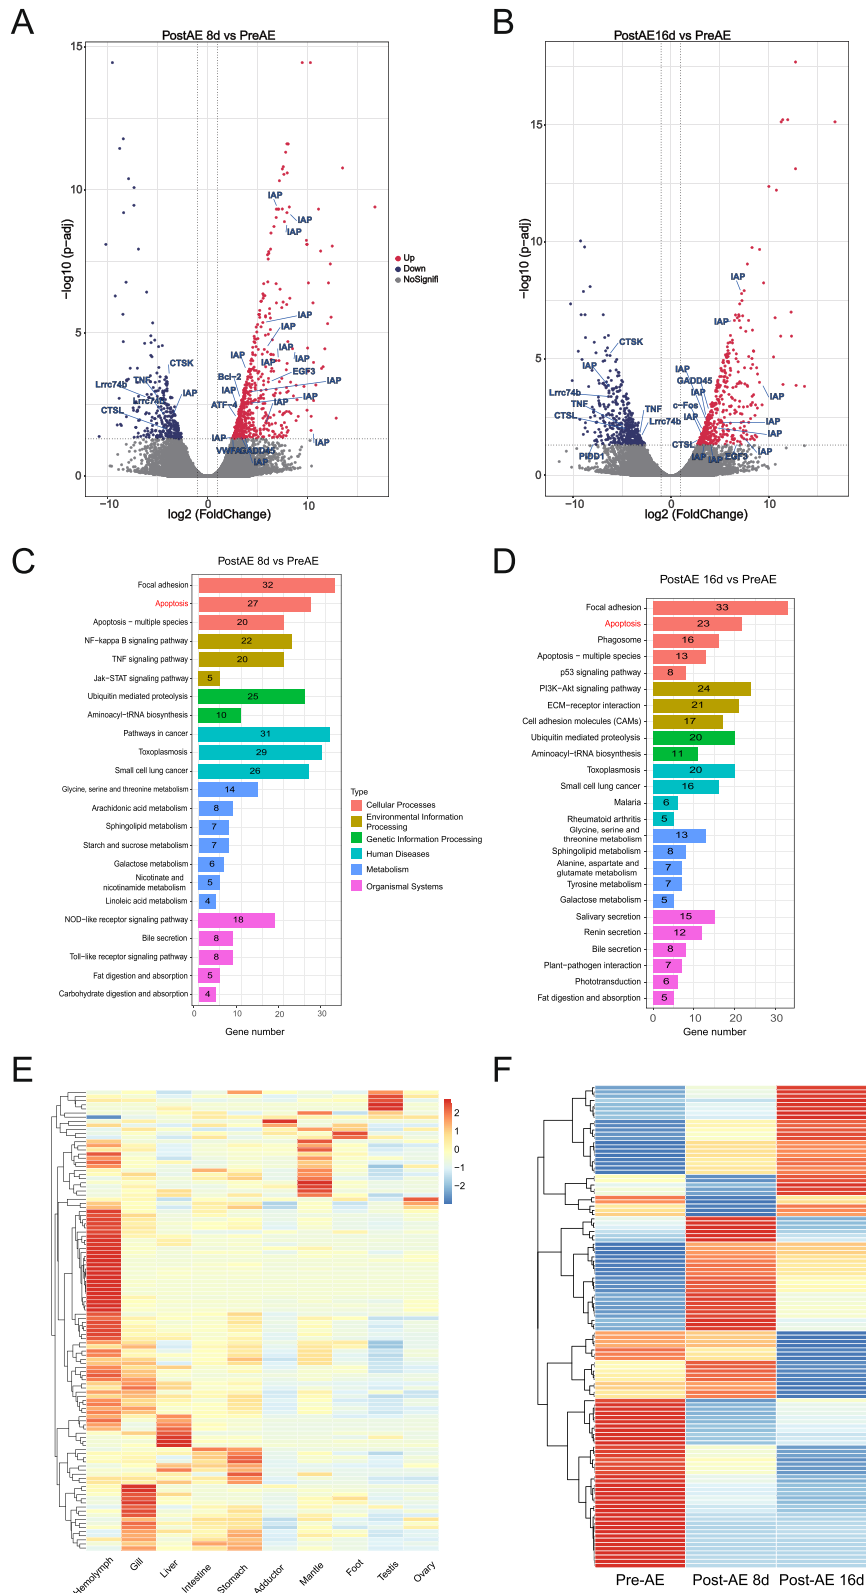 A
PostAE 8d vs PreAE
15
10
5
0
−log10 (p−adj)
IAP
IAP
IAP
IAP
IAP
IAP
IAP
IAP
IAP
EGF3
CTSK
Bcl−2
TNF
Lrrc74b
IAP
IAP
IAP
Lrrc74b
ATF−4
IAP
IAP
CTSL
IAP
IAP
VWFA
GADD45
IAP
−10
0
10
log2 (FoldChange)
Up
Down
NoSignifi
B
PostAE16d vs PreAE
15
10
5
0
−log10 (p−adj)
IAP
IAP
CTSK
IAP
IAP
GADD45
Lrrc74b
IAP
IAP
TNF
c−Fos
TNF
CTSL
IAP
Lrrc74b
IAP
IAP
CTSL
PIDD1
IAP
IAP
EGF3
IAP
−10
0
10
log2 (FoldChange)
C
PostAE 8d vs PreAE
Focal adhesion 32
Apoptosis 27
Apoptosis − multiple species 20
NF−kappa B signaling pathway 22
TNF signaling pathway 20
Jak−STAT signaling pathway 5
Ubiquitin mediated proteolysis 25
Aminoacyl−tRNA biosynthesis 10
Pathways in cancer 31
Toxoplasmosis 29
Small cell lung cancer 26
Glycine, serine and threonine metabolism 14
Arachidonic acid metabolism 8
Sphingolipid metabolism 7
Starch and sucrose metabolism 7
Galactose metabolism 6
Nicotinate and
nicotinamide metabolism 5
Linoleic acid metabolism 4
NOD−like receptor signaling pathway 18
Bile secretion 8
Toll−like receptor signaling pathway 8
Fat digestion and absorption 5
Carbohydrate digestion and absorption 4
0
10
20
30
Gene number
Type
Cellular Processes
Environmental Information
Processing
Genetic Information Processing
Human Diseases
Metabolism
Organismal Systems
D
PostAE 16d vs PreAE
Focal adhesion 33
Apoptosis 23
Phagosome 16
Apoptosis − multiple species 13
p53 signaling pathway 8
PI3K−Akt signaling pathway 24
ECM−receptor interaction 21
Cell adhesion molecules (CAMs) 17
Ubiquitin mediated proteolysis 20
Aminoacyl−tRNA biosynthesis 11
Toxoplasmosis 20
Small cell lung cancer 16
Malaria 6
Rheumatoid arthritis 5
Glycine, serine and
threonine metabolism 13
Sphingolipid metabolism 8
Alanine, aspartate and
glutamate metabolism 7
Tyrosine metabolism 7
Galactose metabolism 5
Salivary secretion 15
Renin secretion 12
Bile secretion 8
Plant−pathogen interaction 7
Phototransduction 6
Fat digestion and absorption 5
0
10
20
30
Gene number
E
2
1
0
−1
−2
Hemolymph
Gill
Liver
Intestine
Stomach
Adductor
Mantle
Foot
Testis
Ovary
F
Pre-AE
Post-AE 8d
Post-AE 16d